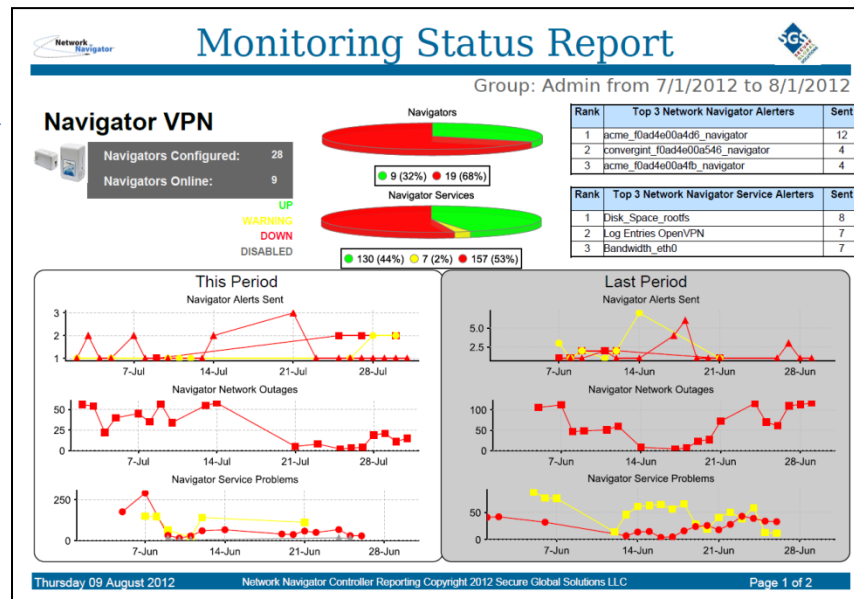 Network Navigator
Monitoring Status Report
SGS
Group: Admin from 7/1/2012 to 8/1/2012
Navigator VPN
Navigators Configured: 28
Navigators Online: 9
UP
WARNING
DOWN
DISABLED
Navigators
9 (32%) 19 (68%)
Navigator Services
130 (44%) 7 (2%) 157 (53%)
Rank Top 3 Network Navigator Alerters Sent
1 acme_f0ad4e00a4d6_navigator 12
2 convergint_f0ad4e00a546_navigator 4
3 acme_f0ad4e00a4fb_navigator 4
Rank Top 3 Network Navigator Service Alerters Sent
1 Disk_Space_rootfs 8
2 Log Entries OpenVPN 7
3 Bandwidth_eth0 7
This Period
Navigator Alerts Sent
3
2
1
7-Jul 14-Jul 21-Jul 28-Jul
Navigator Network Outages
50
25
0
7-Jul 14-Jul 21-Jul 28-Jul
Navigator Service Problems
250
0
7-Jun 14-Jun 21-Jun 28-Jun
Last Period
Navigator Alerts Sent
5.0
2.5
7-Jun 14-Jun 21-Jun 28-Jun
Navigator Network Outages
100
50
0
7-Jun 14-Jun 21-Jun 28-Jun
Navigator Service Problems
50
0
7-Jun 14-Jun 21-Jun 28-Jun
Thursday 09 August 2012 Network Navigator Controller Reporting Copyright 2012 Secure Global Solutions LLC Page 1 of 2